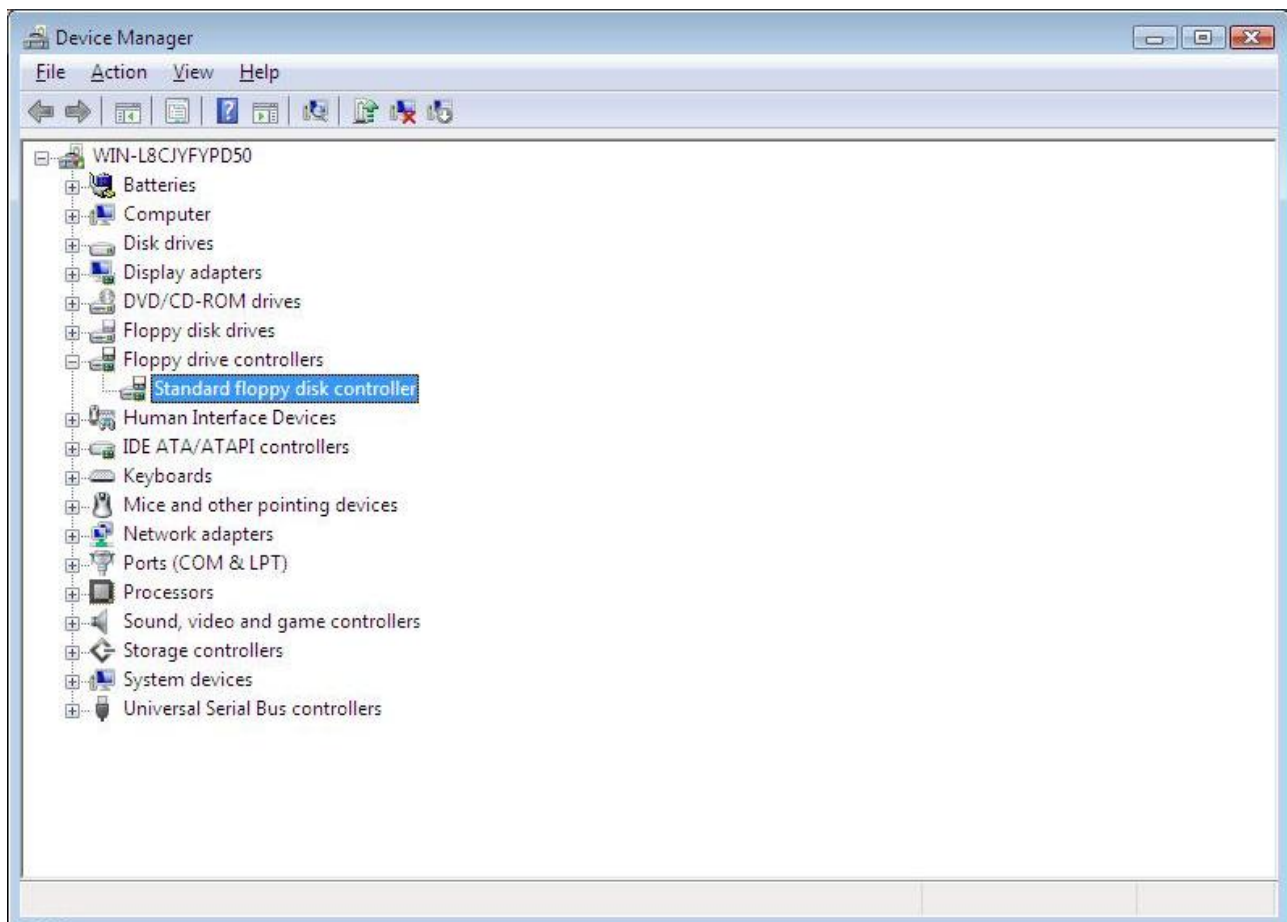 Device Manager
File Action View Help
WIN-L8CJYFYPD50
Batteries
Computer
Disk drives
Display adapters
DVD/CD-ROM drives
Floppy disk drives
Floppy drive controllers
Standard floppy disk controller
Human Interface Devices
IDE ATA/ATAPI controllers
Keyboards
Mice and other pointing devices
Network adapters
Ports (COM & LPT)
Processors
Sound, video and game controllers
Storage controllers
System devices
Universal Serial Bus controllers